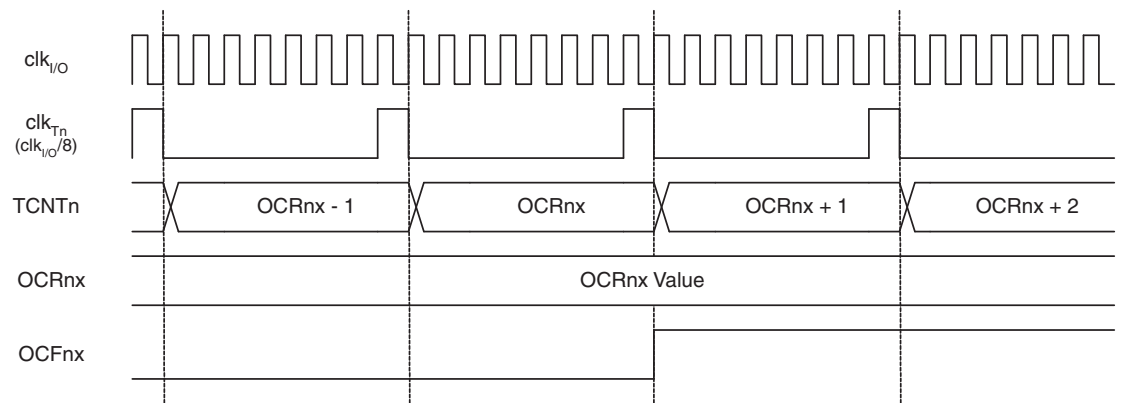 clkI/O
clkTn
(clkI/O/8)
TCNTn OCRnx - 1 OCRnx OCRnx + 1 OCRnx + 2
OCRnx OCRnx Value
OCFnx